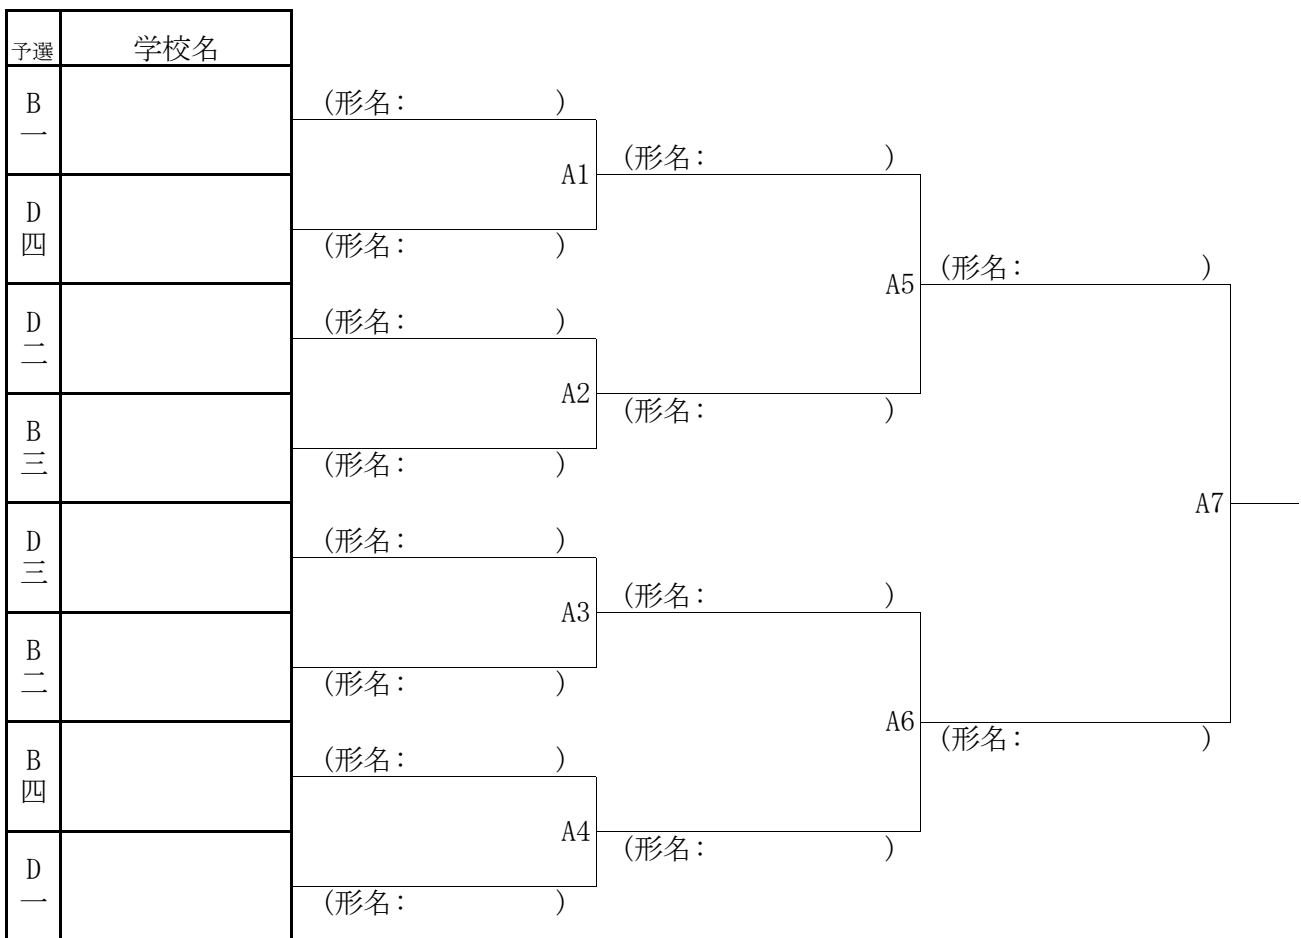 予選 学校名
B
一
(形名: )
(形名: )
A1
D
四
(形名: )
(形名: )
A5
D
二
(形名: )
A2
(形名: )
B
三
(形名: )
A7
D
三
(形名: )
(形名: )
A3
B
二
(形名: )
A6
(形名: )
B
四
(形名: )
A4
(形名: )
D
一
(形名: )